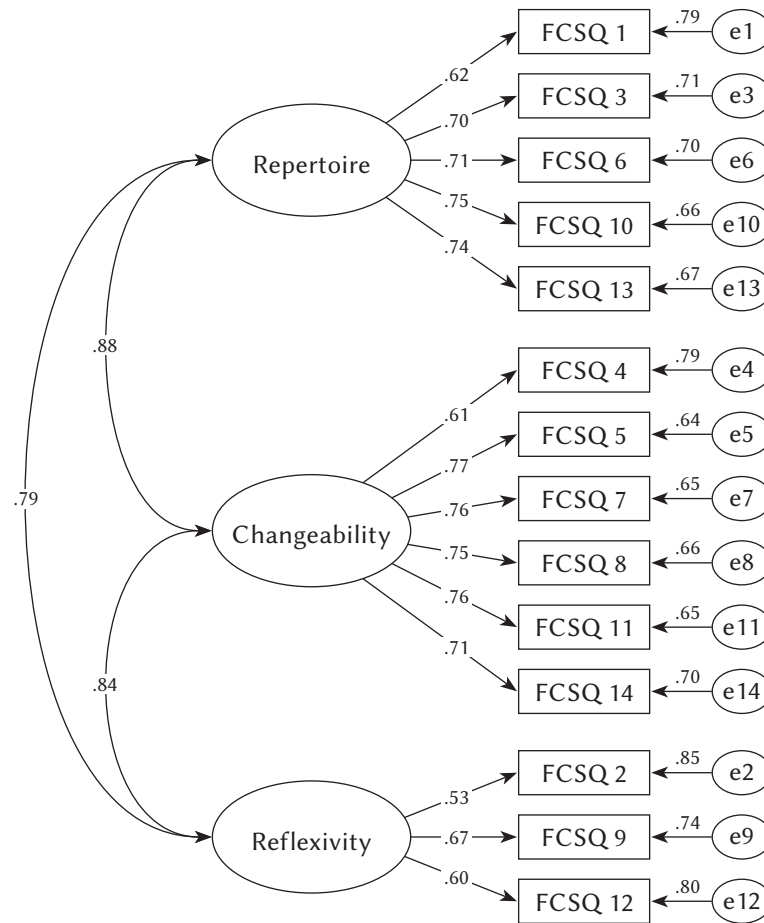 FCSQ 1
.79
e1
.62
FCSQ 3
.71
e3
.70
Repertoire
.71
FCSQ 6
.70
e6
.75
FCSQ 10
.66
e10
.74
FCSQ 13
.67
e13
.88
FCSQ 4
.79
e4
.61
FCSQ 5
.64
e5
.77
.79
FCSQ 7
.65
e7
.76
Changeability
.75
FCSQ 8
.66
e8
.76
FCSQ 11
.65
e11
.71
.84
FCSQ 14
.70
e14
FCSQ 2
.85
e2
.53
Reflexivity
.67
FCSQ 9
.74
e9
.60
FCSQ 12
.80
e12